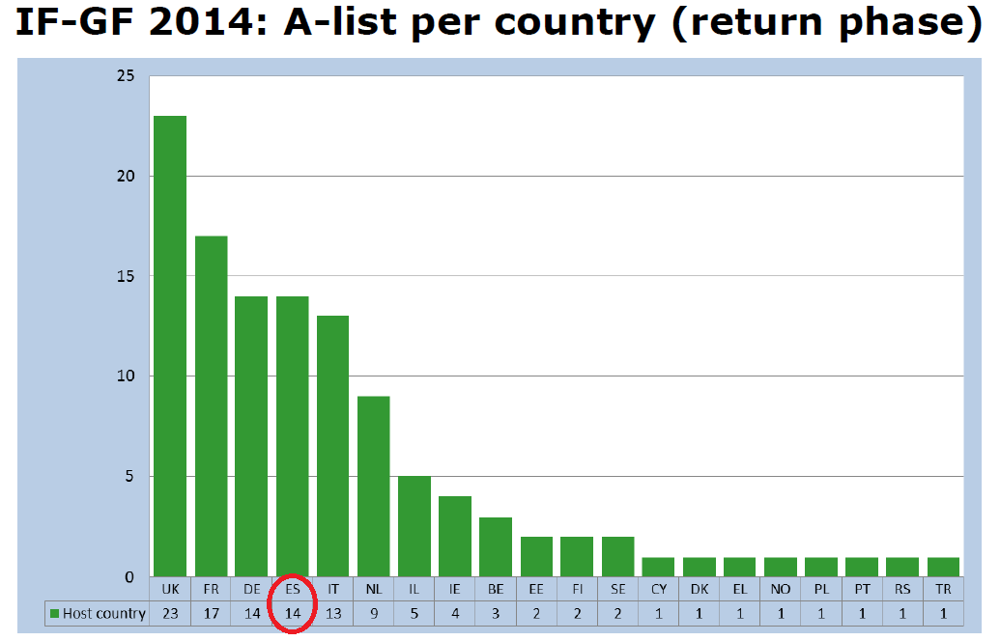 IF-GF 2014: A-list per country (return phase)
25
20
15
10
5
0
UK FR DE ES IT NL IL IE BE EE FI SE CY DK EL NO PL PT RS TR
Host country 23 17 14 14 13 9 5 4 3 2 2 2 1 1 1 1 1 1 1 1